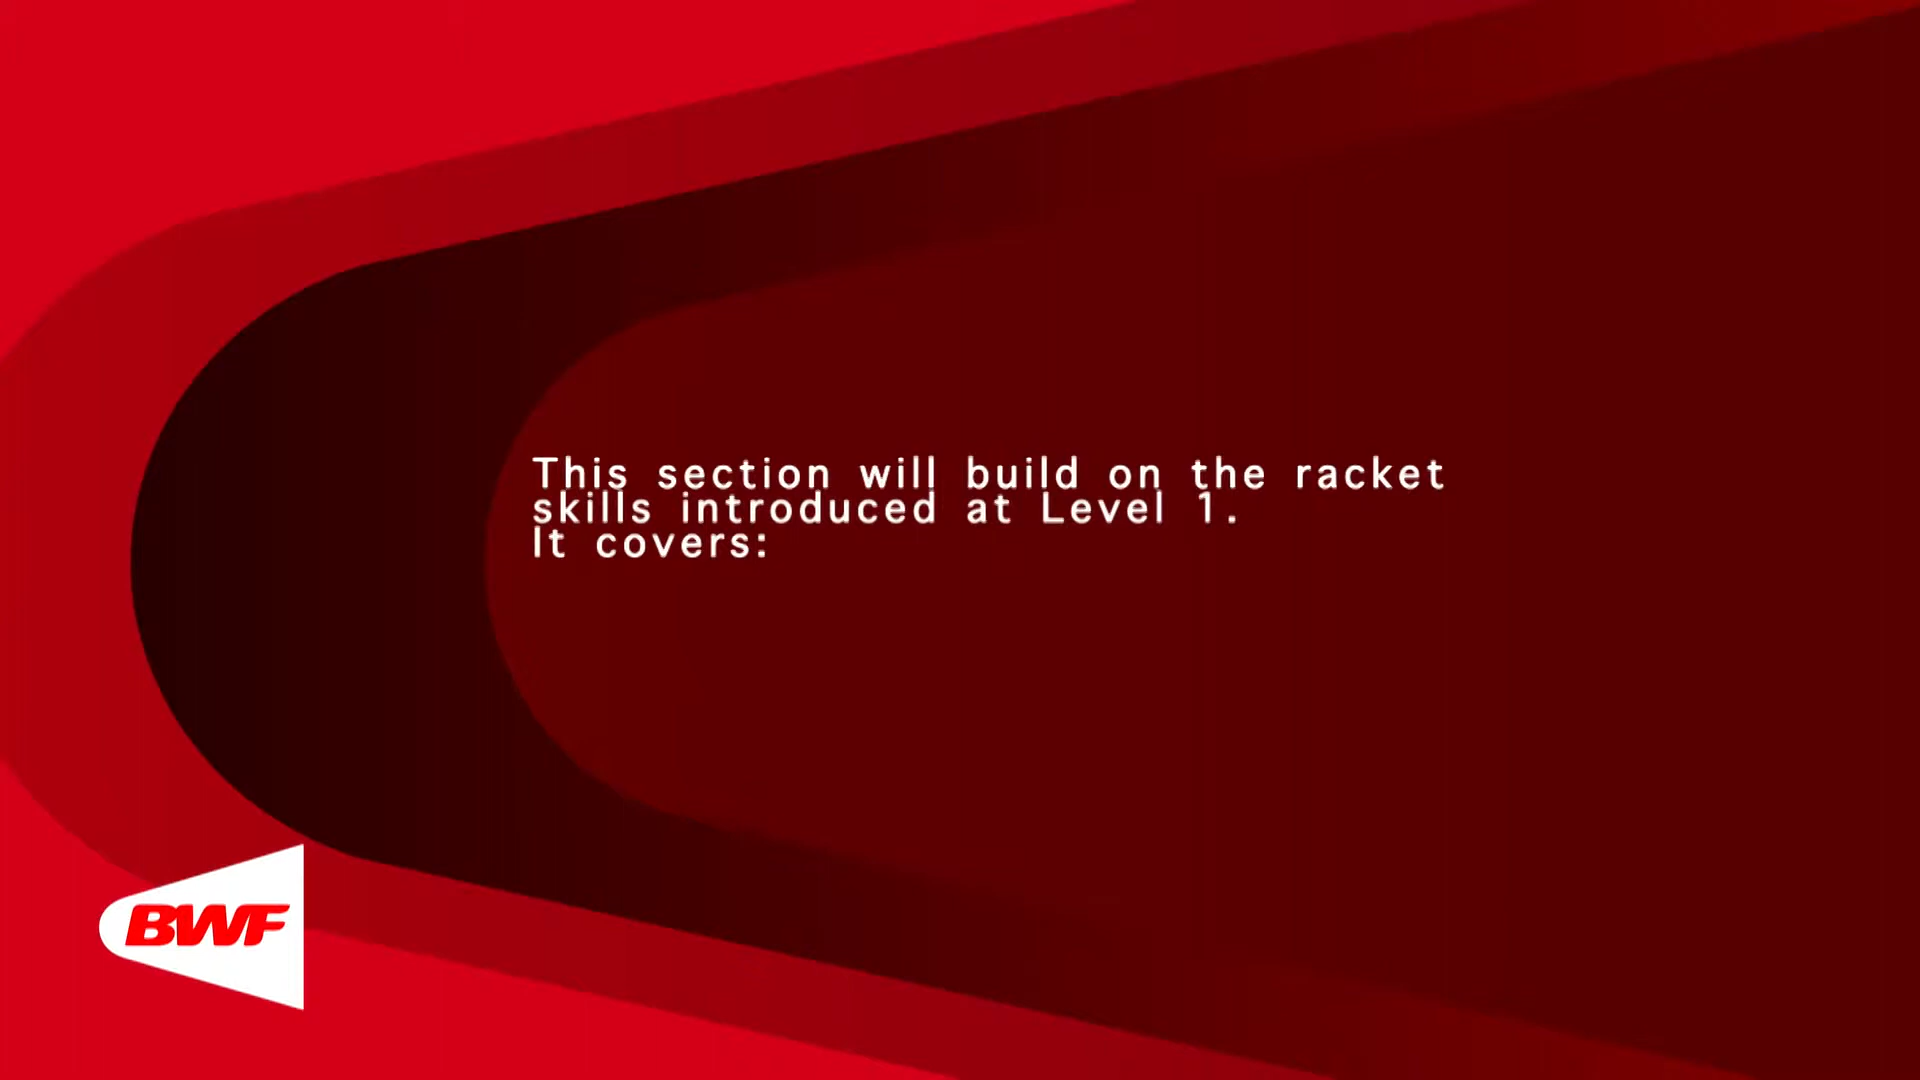 This section will build on the racket
skills introduced at Level 1.
It covers:
BWF